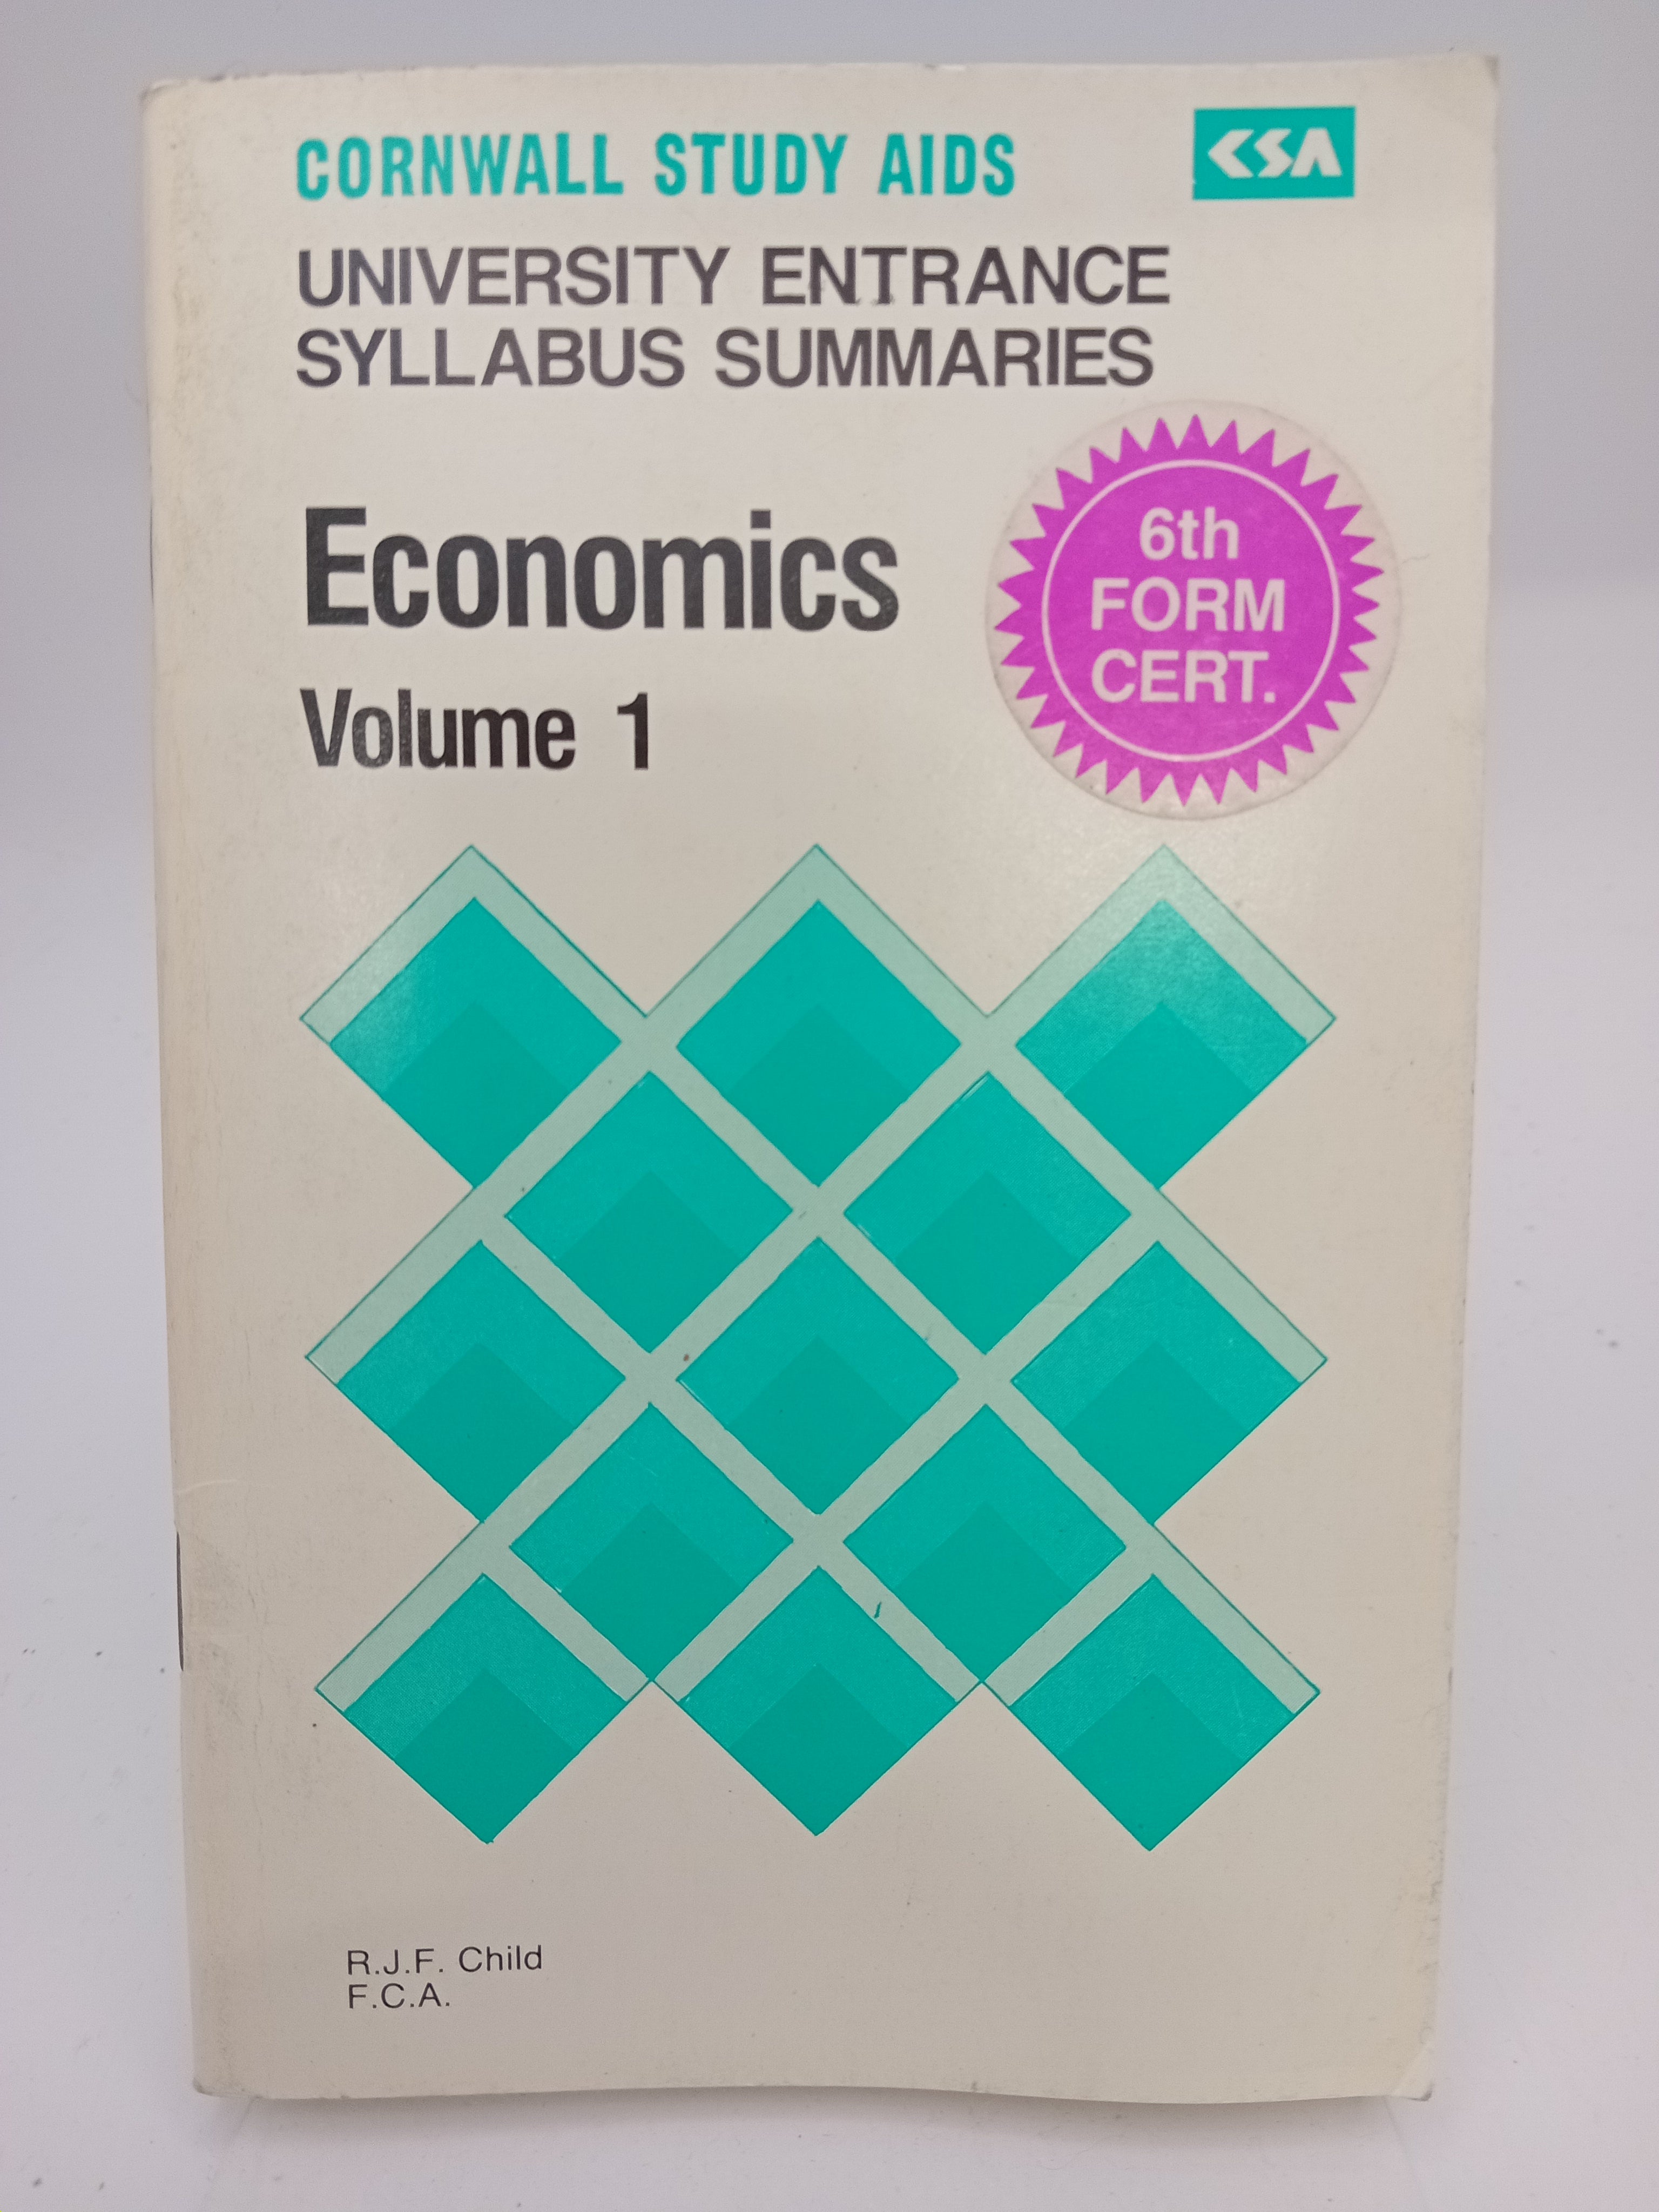 CORNWALL STUDY AIDS
CSA
UNIVERSITY ENTRANCE
SYLLABUS SUMMARIES
Economics
Volume 1
6th
FORM
CERT.
R.J.F. Child
F.C.A.